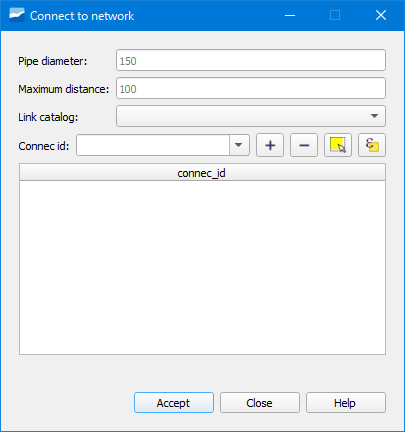 Connect to network
Pipe diameter: 150
Maximum distance: 100
Link catalog:
Connec id:
connec_id
Accept Close Help